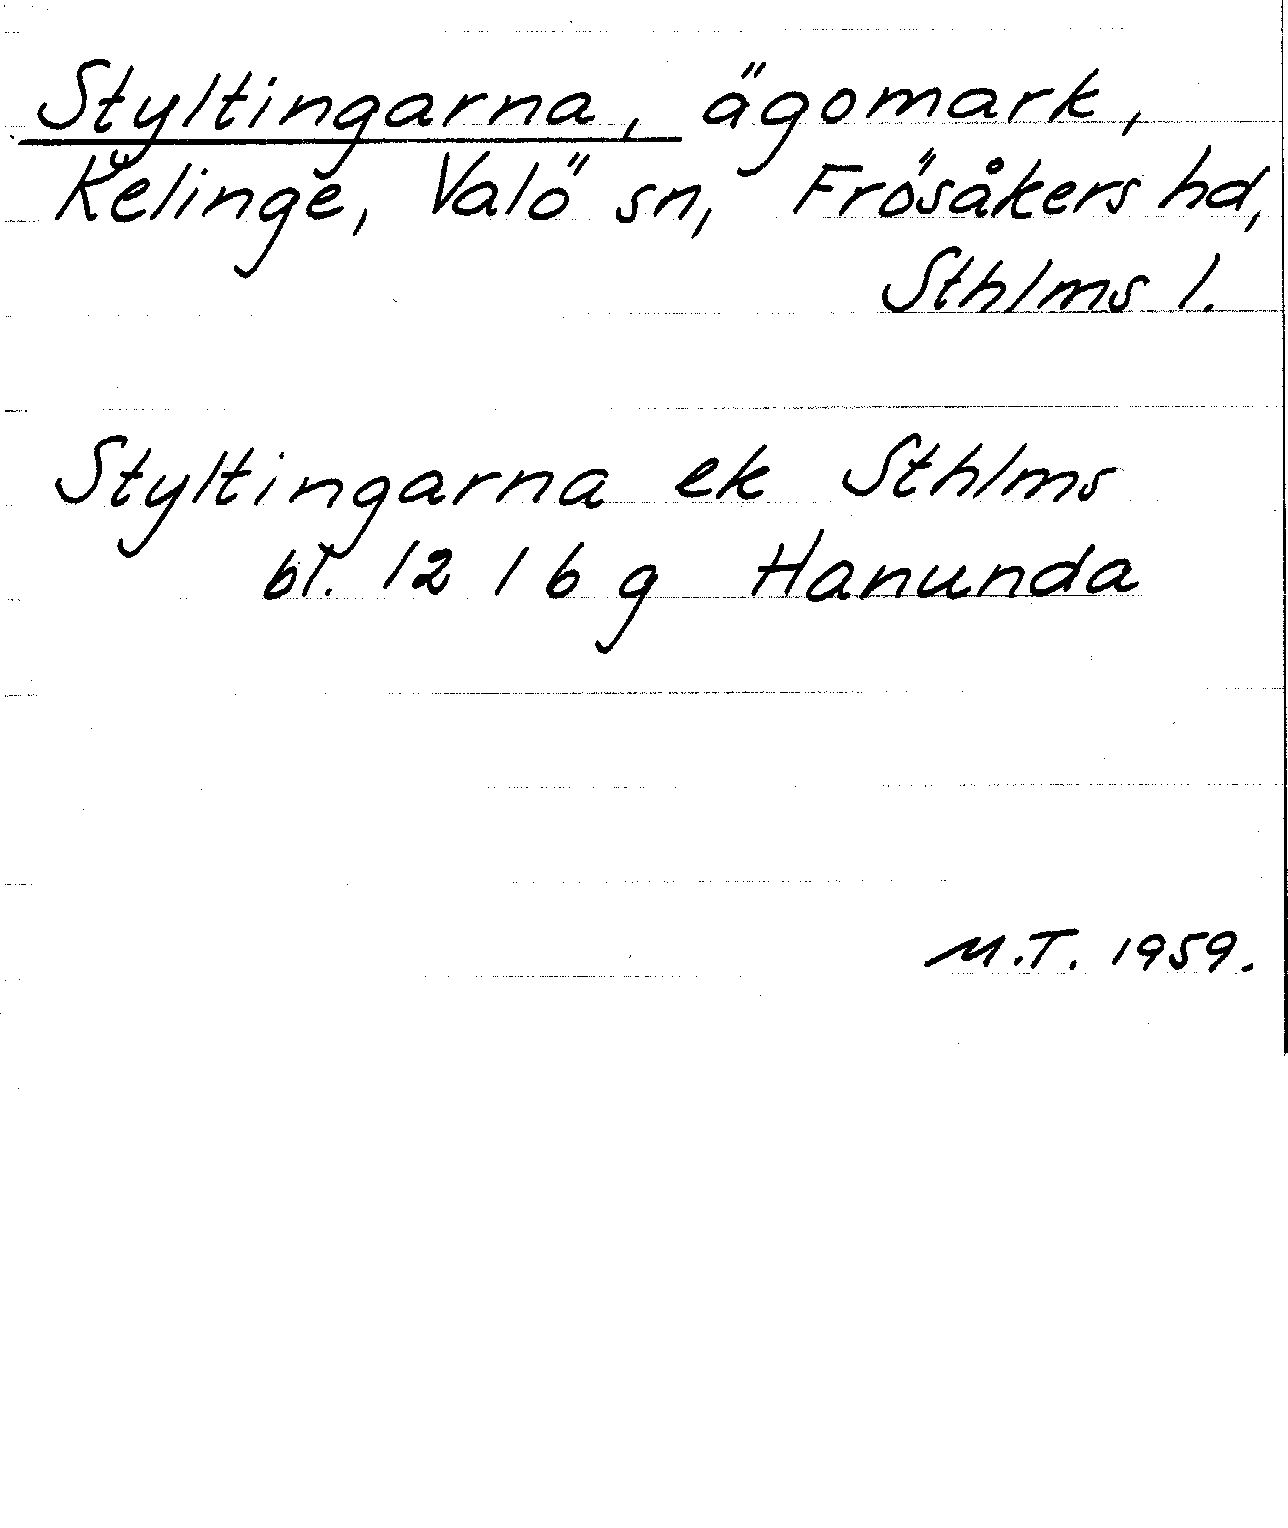 Styltingarna, ägomark,
Kelinge, Valö sn, Frösåkers hd,
Sthlms l.
Styltingarna ek Sthlms
bl. 12 I 6 g Hanunda
M.T. 1959.